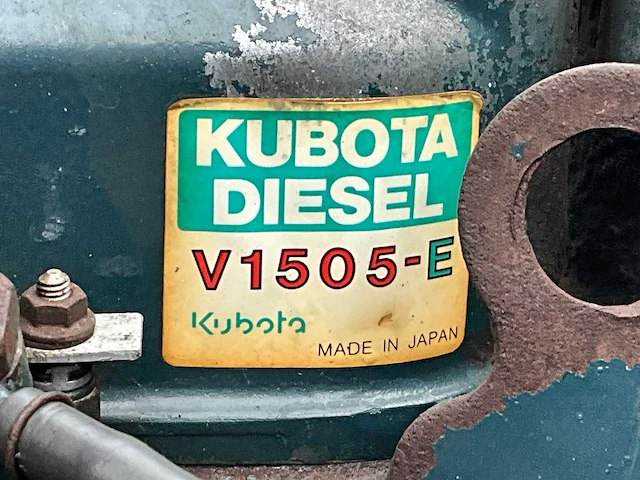 KUBOTA
DIESEL
V1505-E
Kubota
MADE IN JAPAN